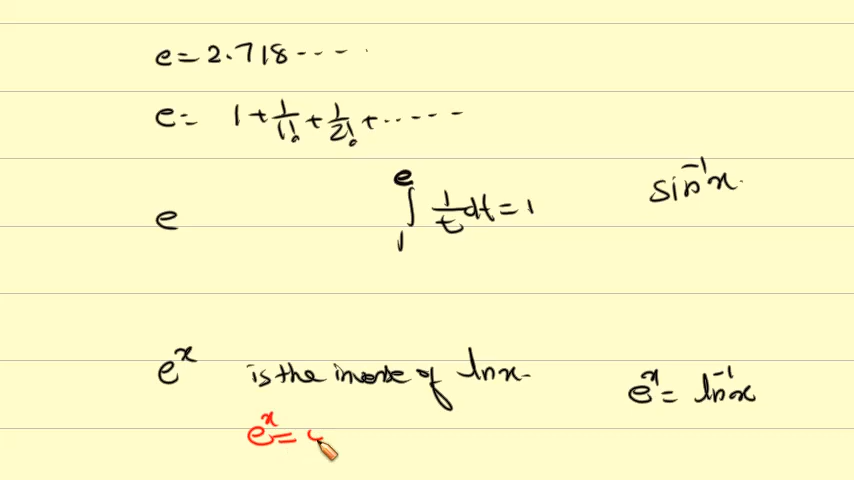 e = 2.718 - - - - .
e = 1 + 1/1! + 1/2! + . . - - - -
e ∫₁ᵉ 1/t dt = 1 sin⁻¹x.
eˣ is the inverse of lnx. eˣ = ln⁻¹x
eˣ =